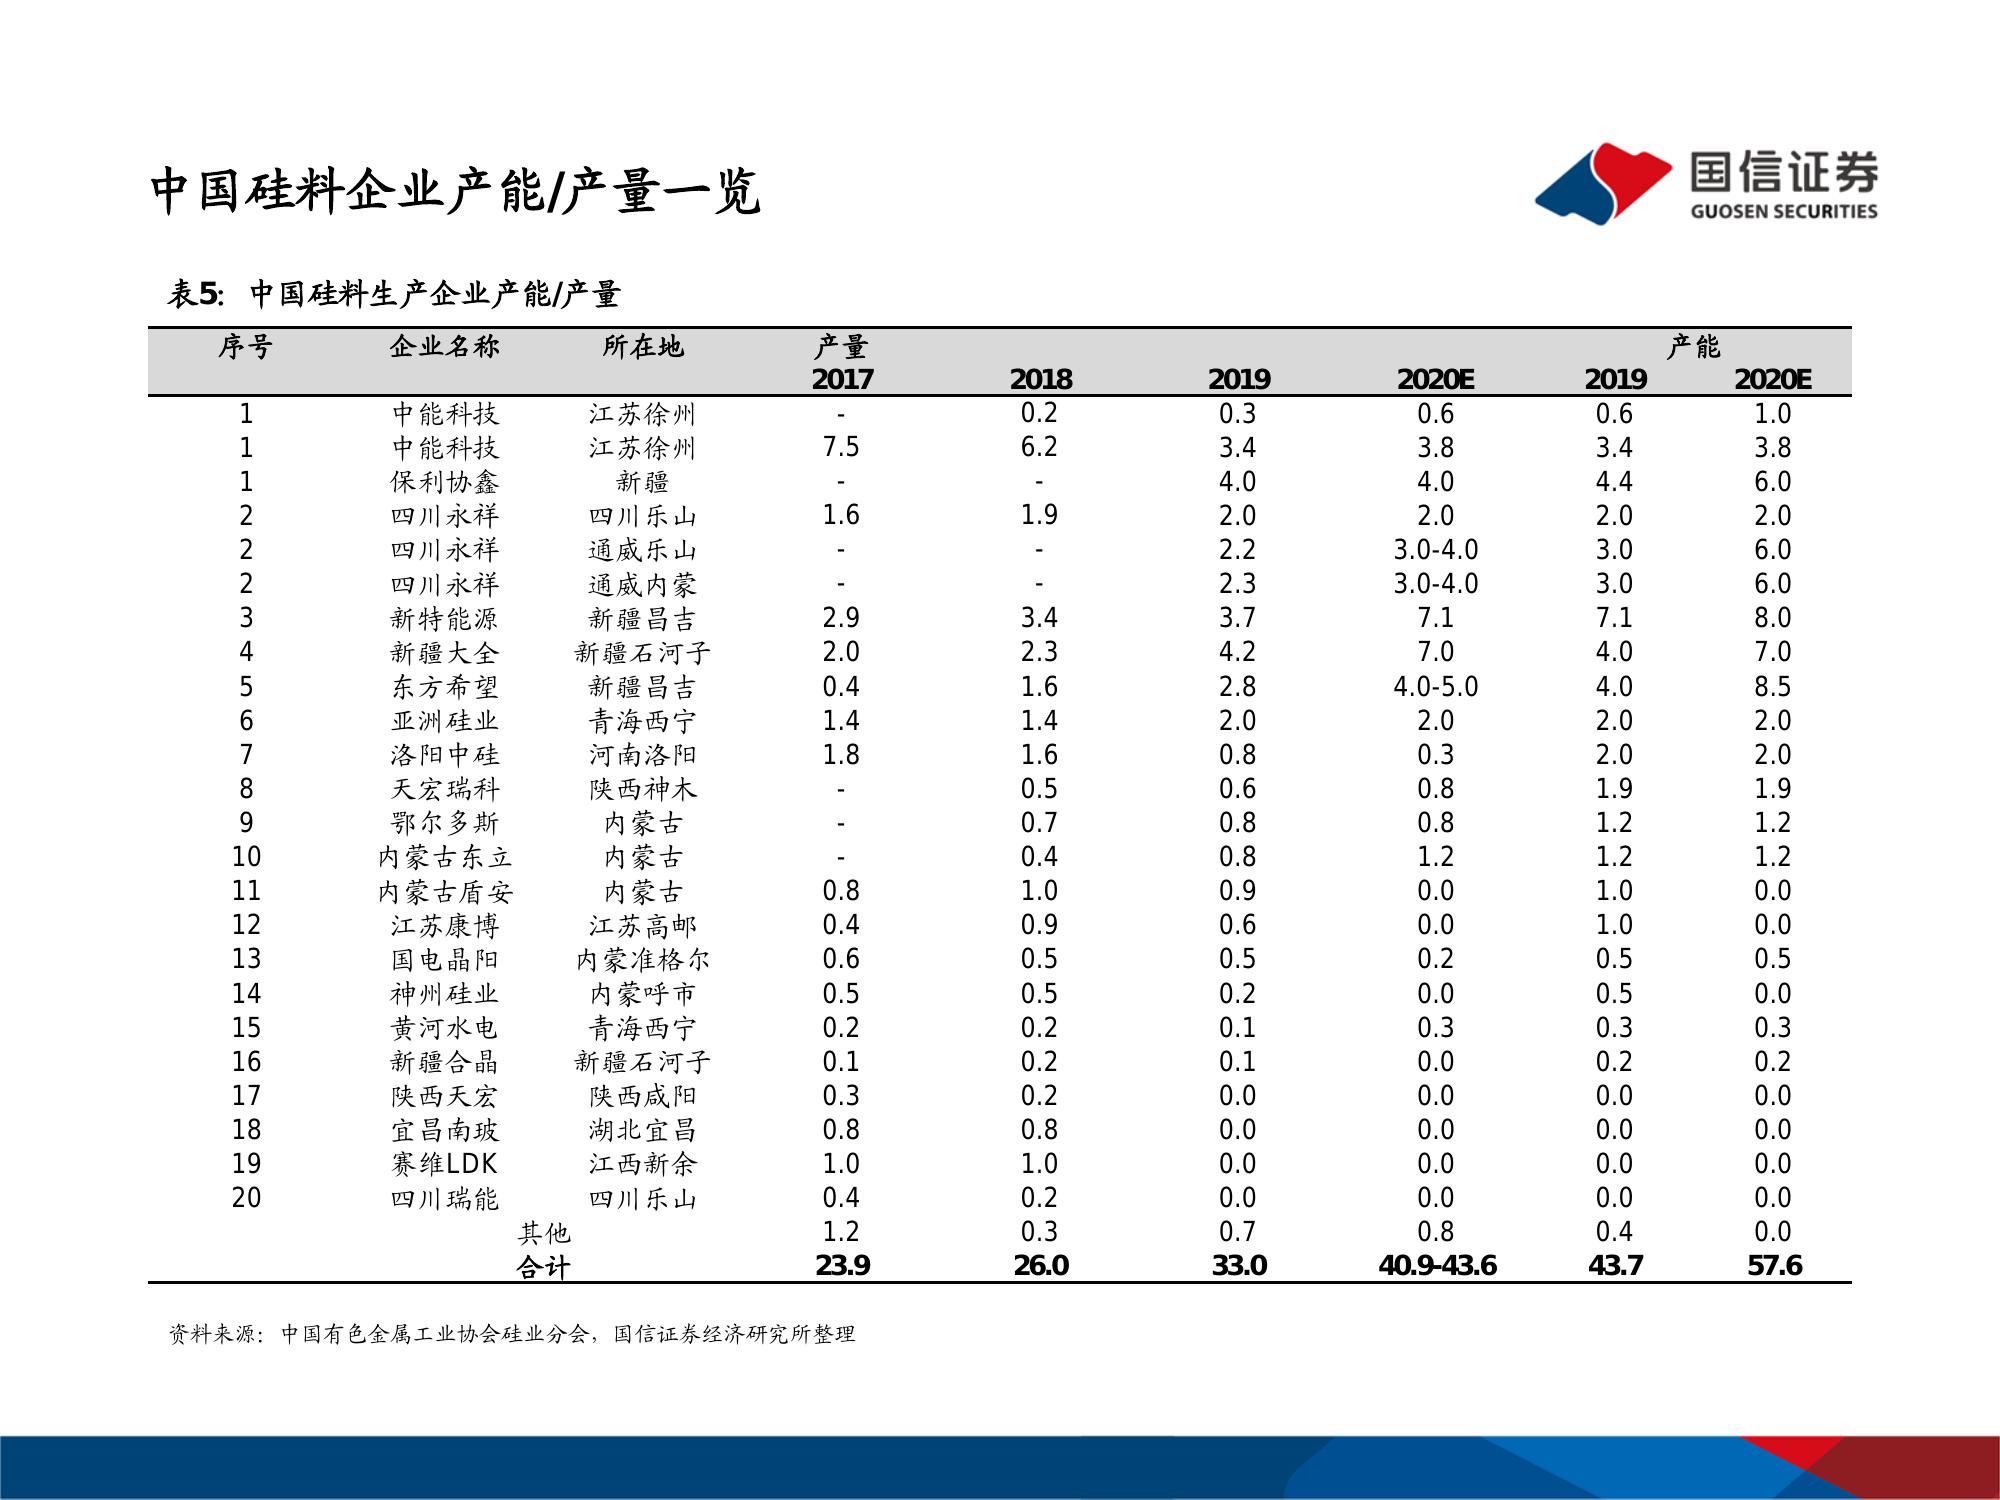 中国硅料企业产能/产量一览
国信证券
GUOSEN SECURITIES
表5: 中国硅料生产企业产能/产量
序号 企业名称 所在地 产量 产能
2017 2018 2019 2020E 2019 2020E
1 中能科技 江苏徐州 - 0.2 0.3 0.6 0.6 1.0
1 中能科技 江苏徐州 7.5 6.2 3.4 3.8 3.4 3.8
1 保利协鑫 新疆 - - 4.0 4.0 4.4 6.0
2 四川永祥 四川乐山 1.6 1.9 2.0 2.0 2.0 2.0
2 四川永祥 通威乐山 - - 2.2 3.0-4.0 3.0 6.0
2 四川永祥 通威内蒙 - - 2.3 3.0-4.0 3.0 6.0
3 新特能源 新疆昌吉 2.9 3.4 3.7 7.1 7.1 8.0
4 新疆大全 新疆石河子 2.0 2.3 4.2 7.0 4.0 7.0
5 东方希望 新疆昌吉 0.4 1.6 2.8 4.0-5.0 4.0 8.5
6 亚洲硅业 青海西宁 1.4 1.4 2.0 2.0 2.0 2.0
7 洛阳中硅 河南洛阳 1.8 1.6 0.8 0.3 2.0 2.0
8 天宏瑞科 陕西神木 - 0.5 0.6 0.8 1.9 1.9
9 鄂尔多斯 内蒙古 - 0.7 0.8 0.8 1.2 1.2
10 内蒙古东立 内蒙古 - 0.4 0.8 1.2 1.2 1.2
11 内蒙古盾安 内蒙古 0.8 1.0 0.9 0.0 1.0 0.0
12 江苏康博 江苏高邮 0.4 0.9 0.6 0.0 1.0 0.0
13 国电晶阳 内蒙准格尔 0.6 0.5 0.5 0.2 0.5 0.5
14 神州硅业 内蒙呼市 0.5 0.5 0.2 0.0 0.5 0.0
15 黄河水电 青海西宁 0.2 0.2 0.1 0.3 0.3 0.3
16 新疆合晶 新疆石河子 0.1 0.2 0.1 0.0 0.2 0.2
17 陕西天宏 陕西咸阳 0.3 0.2 0.0 0.0 0.0 0.0
18 宜昌南玻 湖北宜昌 0.8 0.8 0.0 0.0 0.0 0.0
19 赛维LDK 江西新余 1.0 1.0 0.0 0.0 0.0 0.0
20 四川瑞能 四川乐山 0.4 0.2 0.0 0.0 0.0 0.0
其他 1.2 0.3 0.7 0.8 0.4 0.0
合计 23.9 26.0 33.0 40.9-43.6 43.7 57.6
资料来源：中国有色金属工业协会硅业分会，国信证券经济研究所整理